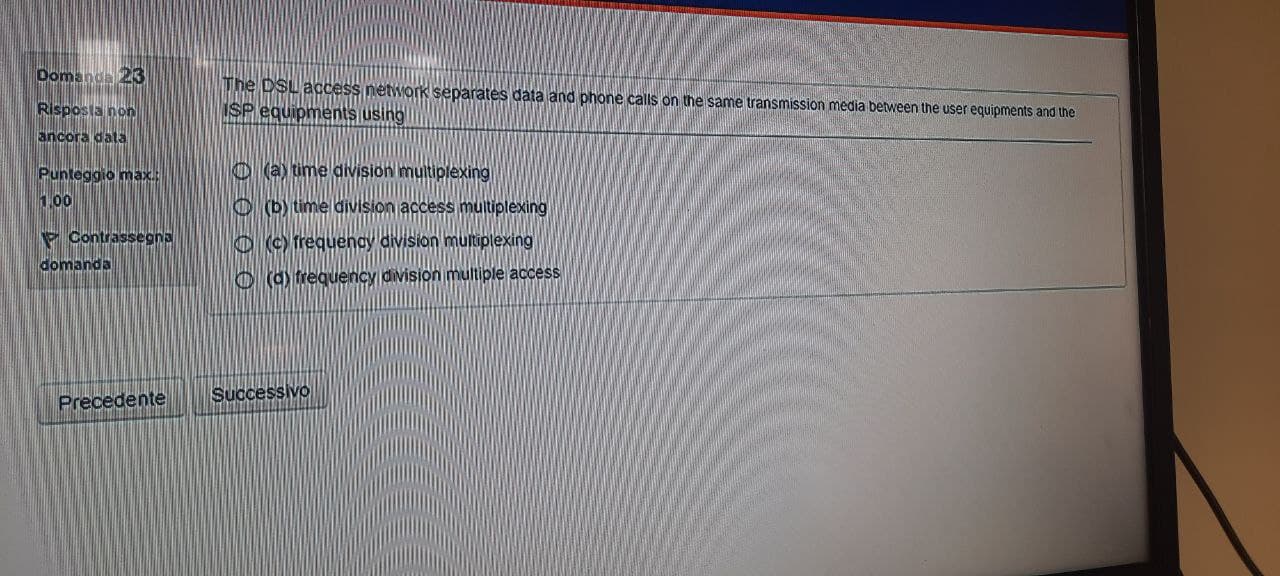 Domanda 23
Risposta non
ancora data
Punteggio max.:
1,00
Contrassegna
domanda
The DSL access network separates data and phone calls on the same transmission media between the user equipments and the
ISP equipments using
(a) time division multiplexing
(b) time division access multiplexing
(c) frequency division multiplexing
(d) frequency division multiple access
Precedente
Successivo